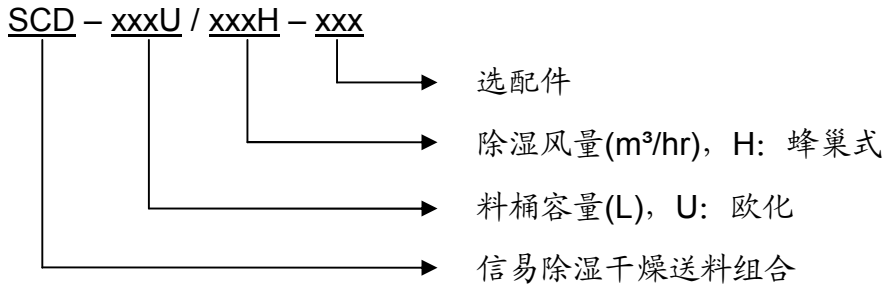 SCD – xxxU / xxxH – xxx
选配件
除湿风量(m³/hr)，H：蜂巢式
料桶容量(L)，U：欧化
信易除湿干燥送料组合